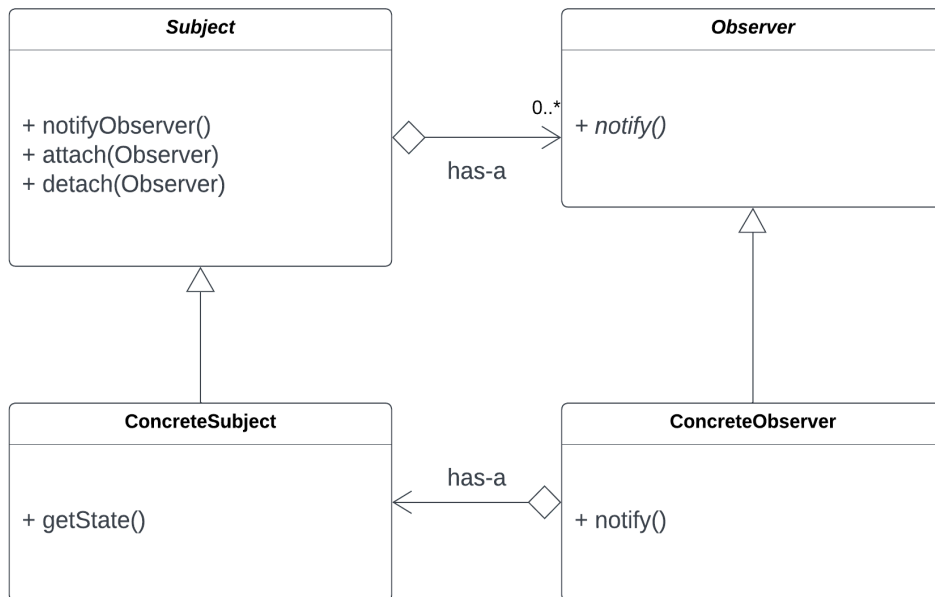 Subject
+ notifyObserver()
+ attach(Observer)
+ detach(Observer)
0..*
has-a
Observer
+ notify()
ConcreteSubject
+ getState()
has-a
ConcreteObserver
+ notify()